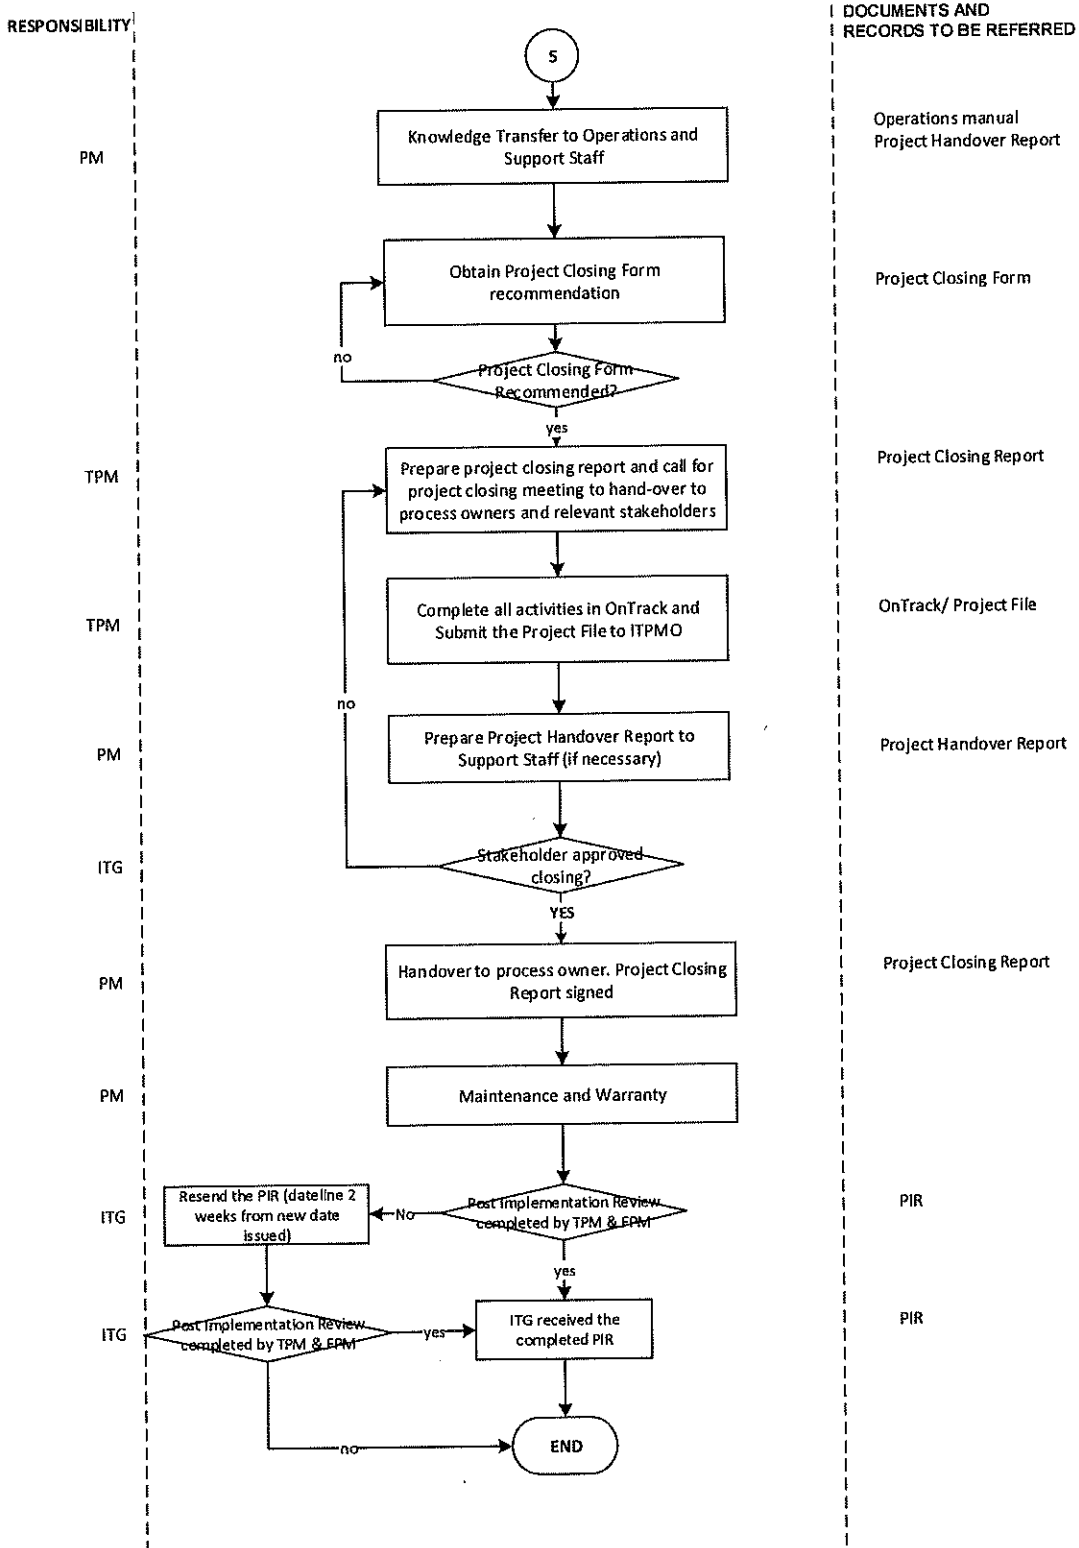 RESPONSIBILITY
DOCUMENTS AND
RECORDS TO BE REFERRED
5
PM
Knowledge Transfer to Operations and
Support Staff
Operations manual
Project Handover Report
Obtain Project Closing Form
recommendation
Project Closing Form
no
Project Closing Form
Recommended?
yes
TPM
Prepare project closing report and call for
project closing meeting to hand-over to
process owners and relevant stakeholders
Project Closing Report
TPM
Complete all activities in OnTrack and
Submit the Project File to ITPMO
OnTrack/ Project File
no
PM
Prepare Project Handover Report to
Support Staff (if necessary)
Project Handover Report
ITG
Stakeholder approved
closing?
YES
PM
Handover to process owner. Project Closing
Report signed
Project Closing Report
PM
Maintenance and Warranty
ITG
Resend the PIR (dateline 2
weeks from new date
issued)
No
Post Implementation Review
completed by TPM & FPM
PIR
yes
ITG
Post Implementation Review
completed by TPM & FPM
yes
ITG received the
completed PIR
PIR
no
END